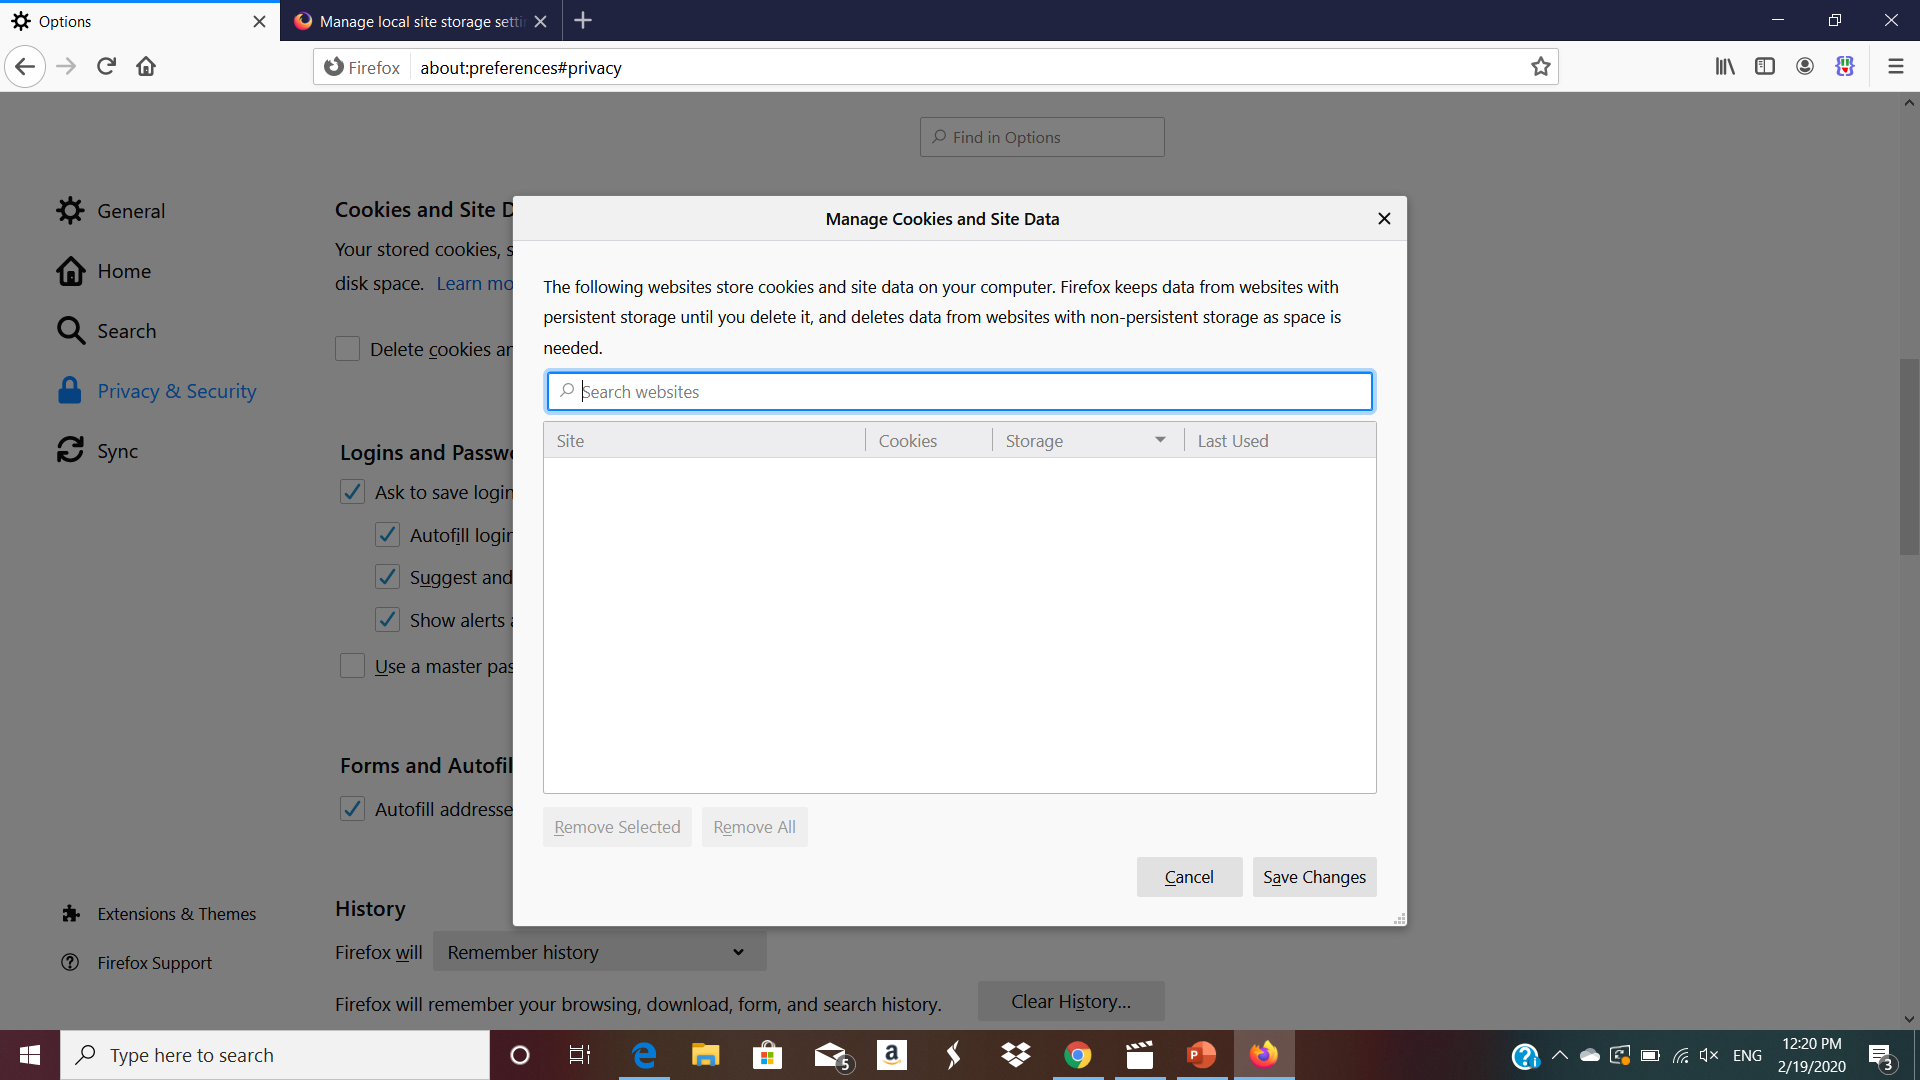 Options
Manage local site storage setti
Firefox
about:preferences#privacy
Find in Options
General
Home
Search
Privacy & Security
Sync
Extensions & Themes
Firefox Support
Cookies and Site D
Your stored cookies, s
disk space. Learn mo
Delete cookies an
Logins and Passwo
Ask to save login
Autofill login
Suggest and
Show alerts a
Use a master pas
Forms and Autofil
Autofill addresse
History
Firefox will Remember history
Firefox will remember your browsing, download, form, and search history.
Clear History...
Manage Cookies and Site Data
The following websites store cookies and site data on your computer. Firefox keeps data from websites with
persistent storage until you delete it, and deletes data from websites with non-persistent storage as space is
needed.
Search websites
Site Cookies Storage Last Used
Remove Selected Remove All
Cancel Save Changes
Type here to search
5
a
P
ENG
12:20 PM
2/19/2020
3